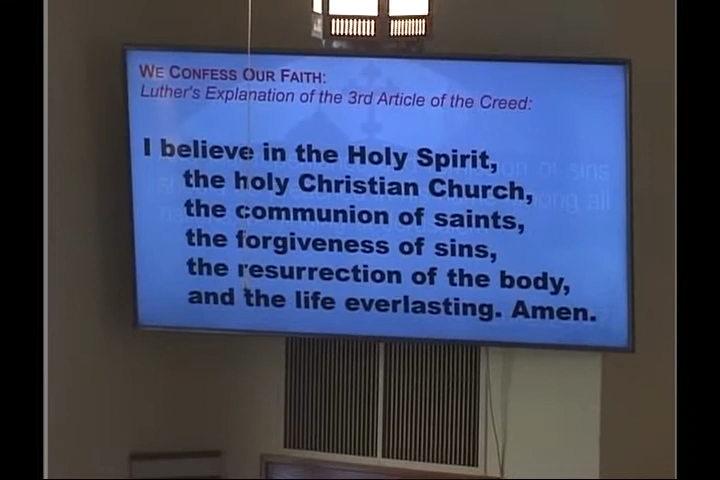 WE CONFESS OUR FAITH:
Luther's Explanation of the 3rd Article of the Creed:
I believe in the Holy Spirit,
the holy Christian Church,
the communion of saints,
the forgiveness of sins,
the resurrection of the body,
and the life everlasting. Amen.